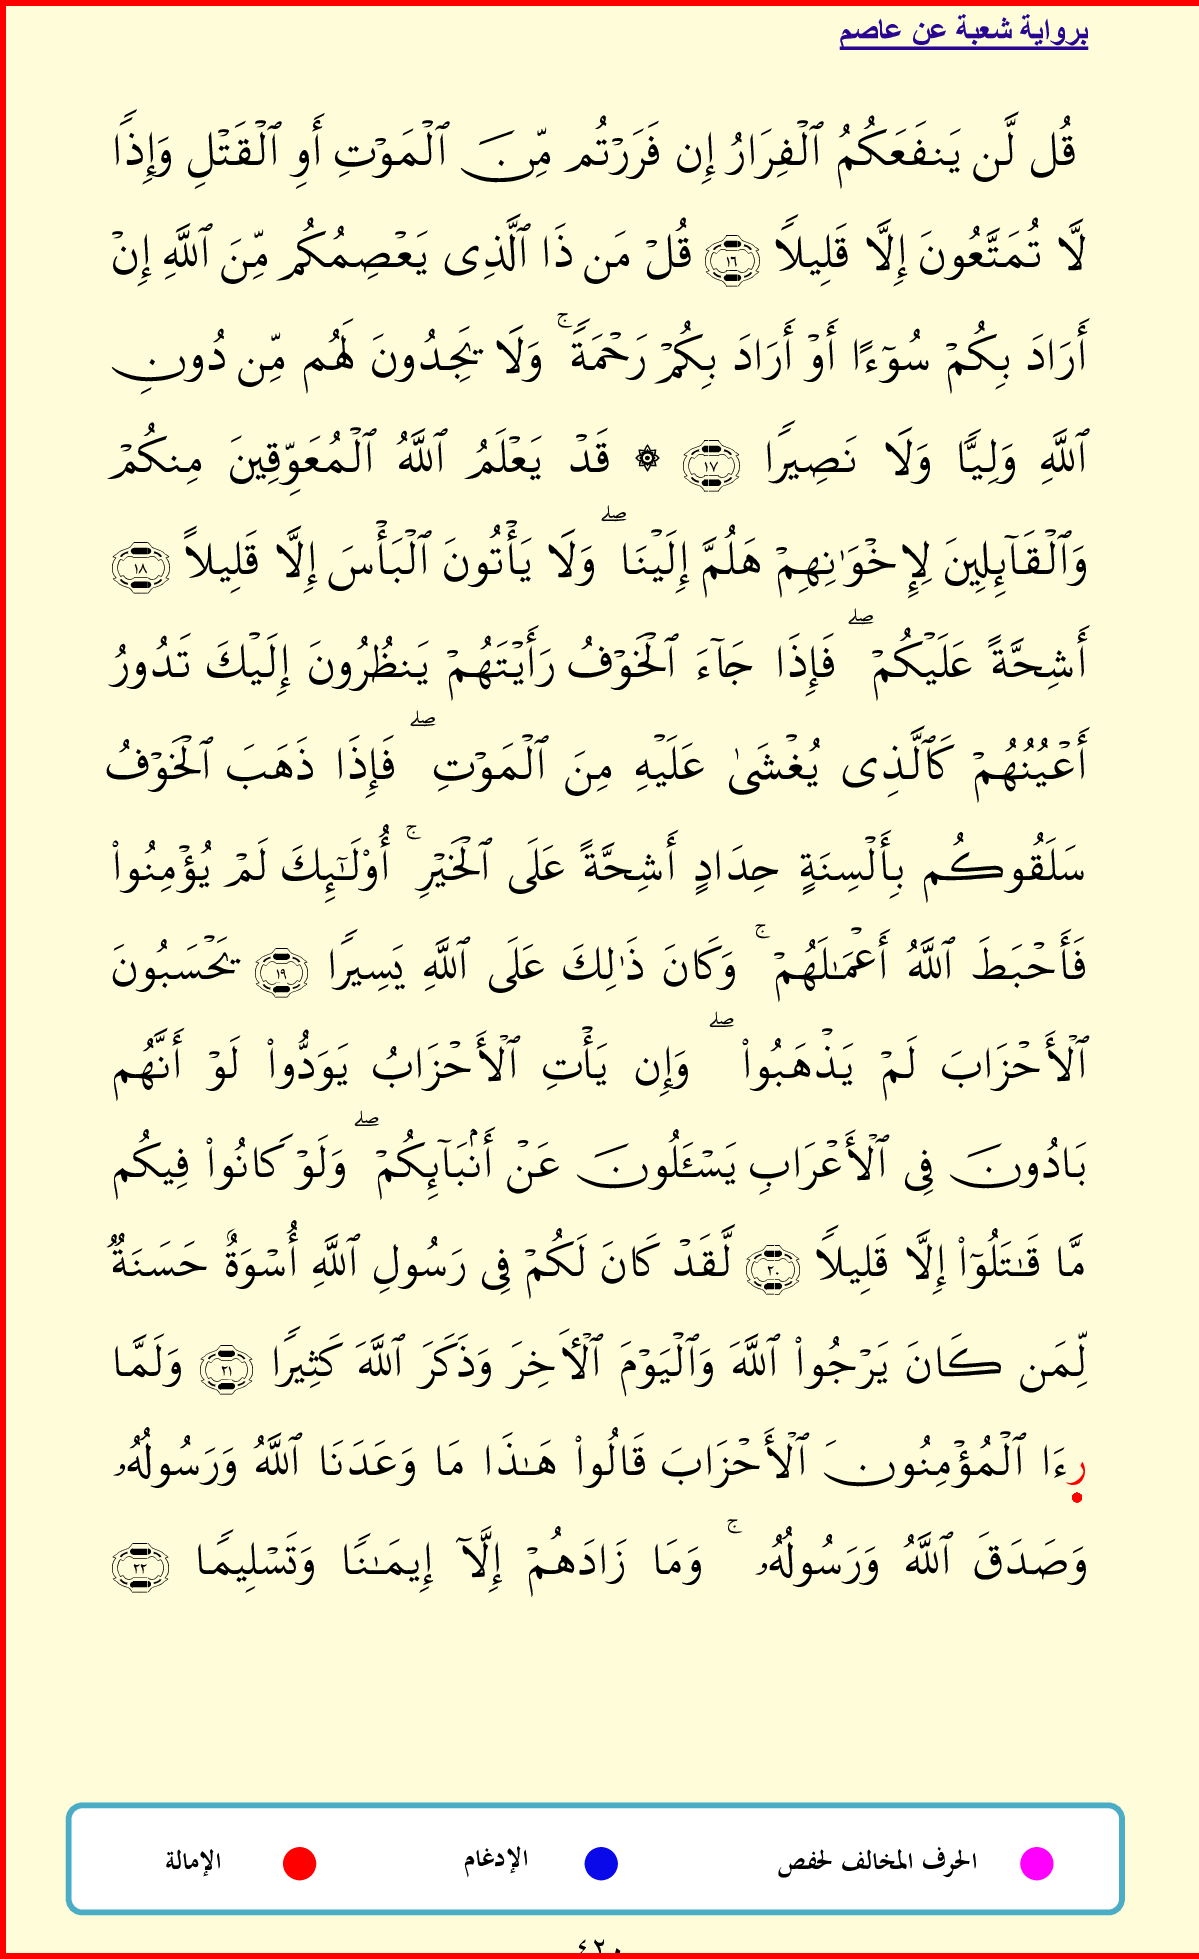 برواية شعبة عن عاصم
قُل لَّن يَنفَعَكُمُ ٱلۡفِرَارُ إِن فَرَرۡتُم مِّنَ ٱلۡمَوۡتِ أَوِ ٱلۡقَتۡلِ وَإِذٗا
لَّا تُمَتَّعُونَ إِلَّا قَلِيلٗا ١٦ قُلۡ مَن ذَا ٱلَّذِي يَعۡصِمُكُم مِّنَ ٱللَّهِ إِنۡ
أَرَادَ بِكُمۡ سُوٓءًا أَوۡ أَرَادَ بِكُمۡ رَحۡمَةٗۚ وَلَا يَجِدُونَ لَهُم مِّن دُونِ
ٱللَّهِ وَلِيّٗا وَلَا نَصِيرٗا ١٧ ۞ قَدۡ يَعۡلَمُ ٱللَّهُ ٱلۡمُعَوِّقِينَ مِنكُمۡ
وَٱلۡقَآئِلِينَ لِإِخۡوَٰنِهِمۡ هَلُمَّ إِلَيۡنَاۖ وَلَا يَأۡتُونَ ٱلۡبَأۡسَ إِلَّا قَلِيلًا ١٨
أَشِحَّةً عَلَيۡكُمۡۖ فَإِذَا جَآءَ ٱلۡخَوۡفُ رَأَيۡتَهُمۡ يَنظُرُونَ إِلَيۡكَ تَدُورُ
أَعۡيُنُهُمۡ كَٱلَّذِي يُغۡشَىٰ عَلَيۡهِ مِنَ ٱلۡمَوۡتِۖ فَإِذَا ذَهَبَ ٱلۡخَوۡفُ
سَلَقُوكُم بِأَلۡسِنَةٍ حِدَادٍ أَشِحَّةً عَلَى ٱلۡخَيۡرِۚ أُوْلَٰٓئِكَ لَمۡ يُؤۡمِنُواْ
فَأَحۡبَطَ ٱللَّهُ أَعۡمَٰلَهُمۡۚ وَكَانَ ذَٰلِكَ عَلَى ٱللَّهِ يَسِيرٗا ١٩ يَحۡسَبُونَ
ٱلۡأَحۡزَابَ لَمۡ يَذۡهَبُواْۖ وَإِن يَأۡتِ ٱلۡأَحۡزَابُ يَوَدُّواْ لَوۡ أَنَّهُم
بَادُونَ فِي ٱلۡأَعۡرَابِ يَسۡـَٔلُونَ عَنۡ أَنۢبَآئِكُمۡۖ وَلَوۡ كَانُواْ فِيكُم
مَّا قَٰتَلُوٓاْ إِلَّا قَلِيلٗا ٢٠ لَّقَدۡ كَانَ لَكُمۡ فِي رَسُولِ ٱللَّهِ أُسۡوَةٌ حَسَنَةٞ
لِّمَن كَانَ يَرۡجُواْ ٱللَّهَ وَٱلۡيَوۡمَ ٱلۡأٓخِرَ وَذَكَرَ ٱللَّهَ كَثِيرٗا ٢١ وَلَمَّا
رِءَا ٱلۡمُؤۡمِنُونَ ٱلۡأَحۡزَابَ قَالُواْ هَٰذَا مَا وَعَدَنَا ٱللَّهُ وَرَسُولُهُۥ
وَصَدَقَ ٱللَّهُ وَرَسُولُهُۥۚ وَمَا زَادَهُمۡ إِلَّآ إِيمَٰنٗا وَتَسۡلِيمٗا ٢٢
الحرف المخالف لحفص الإدغام الإمالة
٤٢٠